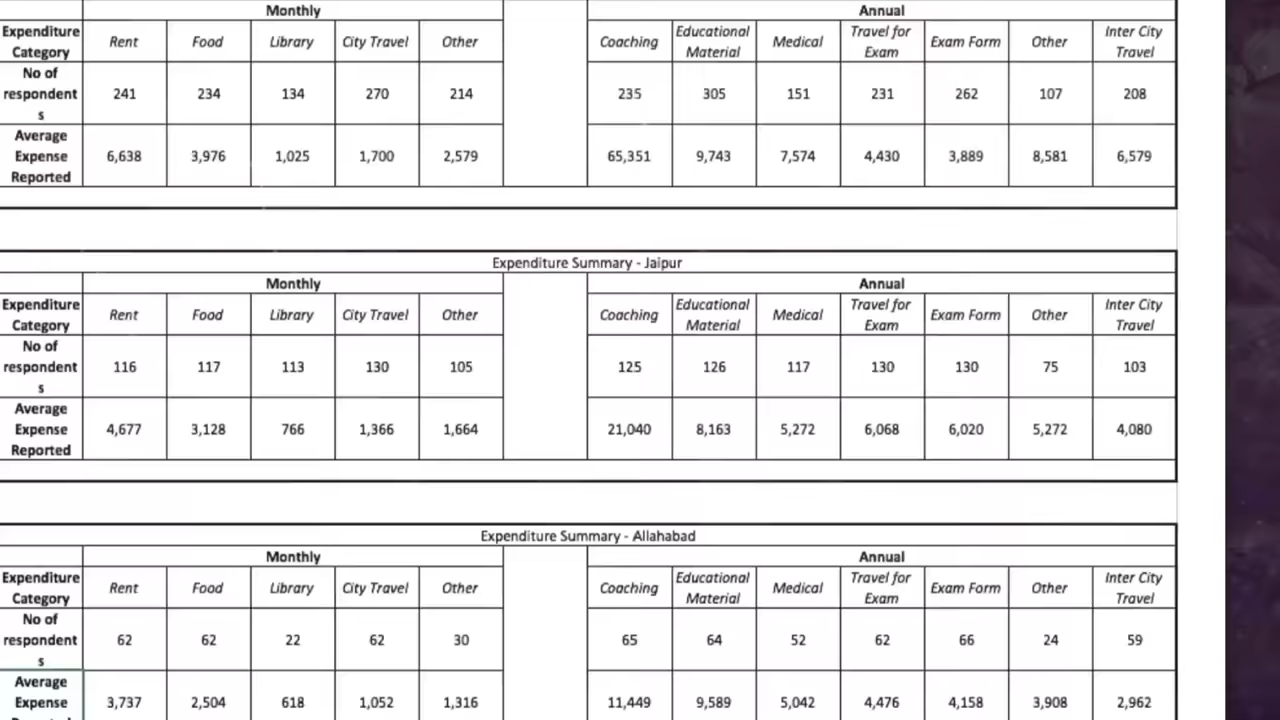 Monthly Annual
Expenditure Category Rent Food Library City Travel Other Coaching Educational Material Medical Travel for Exam Exam Form Other Inter City Travel
No of respondents 241 234 134 270 214 235 305 151 231 262 107 208
Average Expense Reported 6,638 3,976 1,025 1,700 2,579 65,351 9,743 7,574 4,430 3,889 8,581 6,579
Expenditure Summary - Jaipur
Monthly Annual
Expenditure Category Rent Food Library City Travel Other Coaching Educational Material Medical Travel for Exam Exam Form Other Inter City Travel
No of respondents 116 117 113 130 105 125 126 117 130 130 75 103
Average Expense Reported 4,677 3,128 766 1,366 1,664 21,040 8,163 5,272 6,068 6,020 5,272 4,080
Expenditure Summary - Allahabad
Monthly Annual
Expenditure Category Rent Food Library City Travel Other Coaching Educational Material Medical Travel for Exam Exam Form Other Inter City Travel
No of respondents 62 62 22 62 30 65 64 52 62 66 24 59
Average Expense 3,737 2,504 618 1,052 1,316 11,449 9,589 5,042 4,476 4,158 3,908 2,962